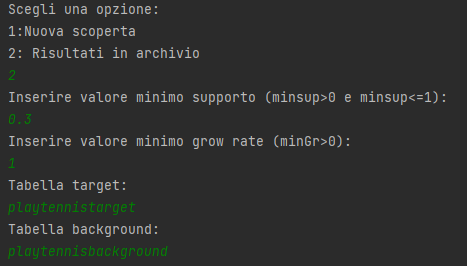 Scegli una opzione:
1:Nuova scoperta
2: Risultati in archivio
2
Inserire valore minimo supporto (minsup>0 e minsup<=1):
0.3
Inserire valore minimo grow rate (minGr>0):
1
Tabella target:
playtennistarget
Tabella background:
playtennisbackground